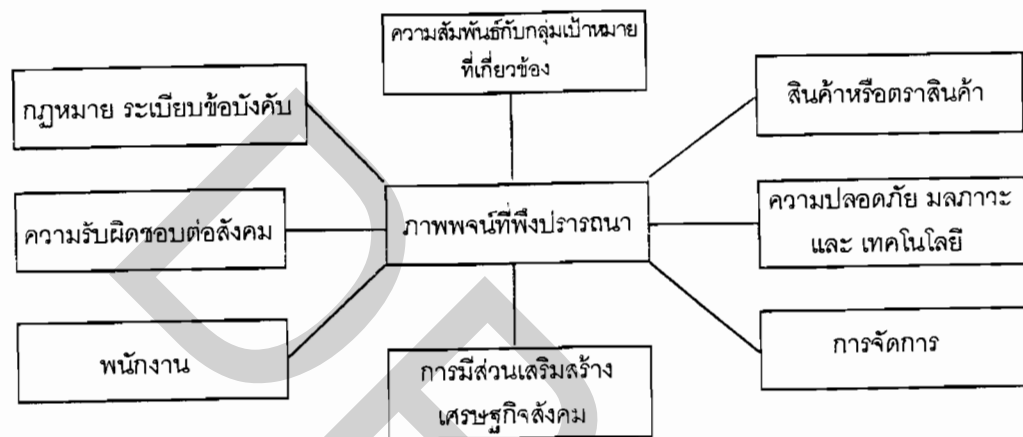 ความสัมพันธ์กับกลุ่มเป้าหมาย
ที่เกี่ยวข้อง
กฎหมาย ระเบียบข้อบังคับ
สินค้าหรือตราสินค้า
ความรับผิดชอบต่อสังคม
ภาพพจน์ที่พึงปรารถนา
ความปลอดภัย มลภาวะ
และ เทคโนโลยี
พนักงาน
การมีส่วนเสริมสร้าง
เศรษฐกิจสังคม
การจัดการ